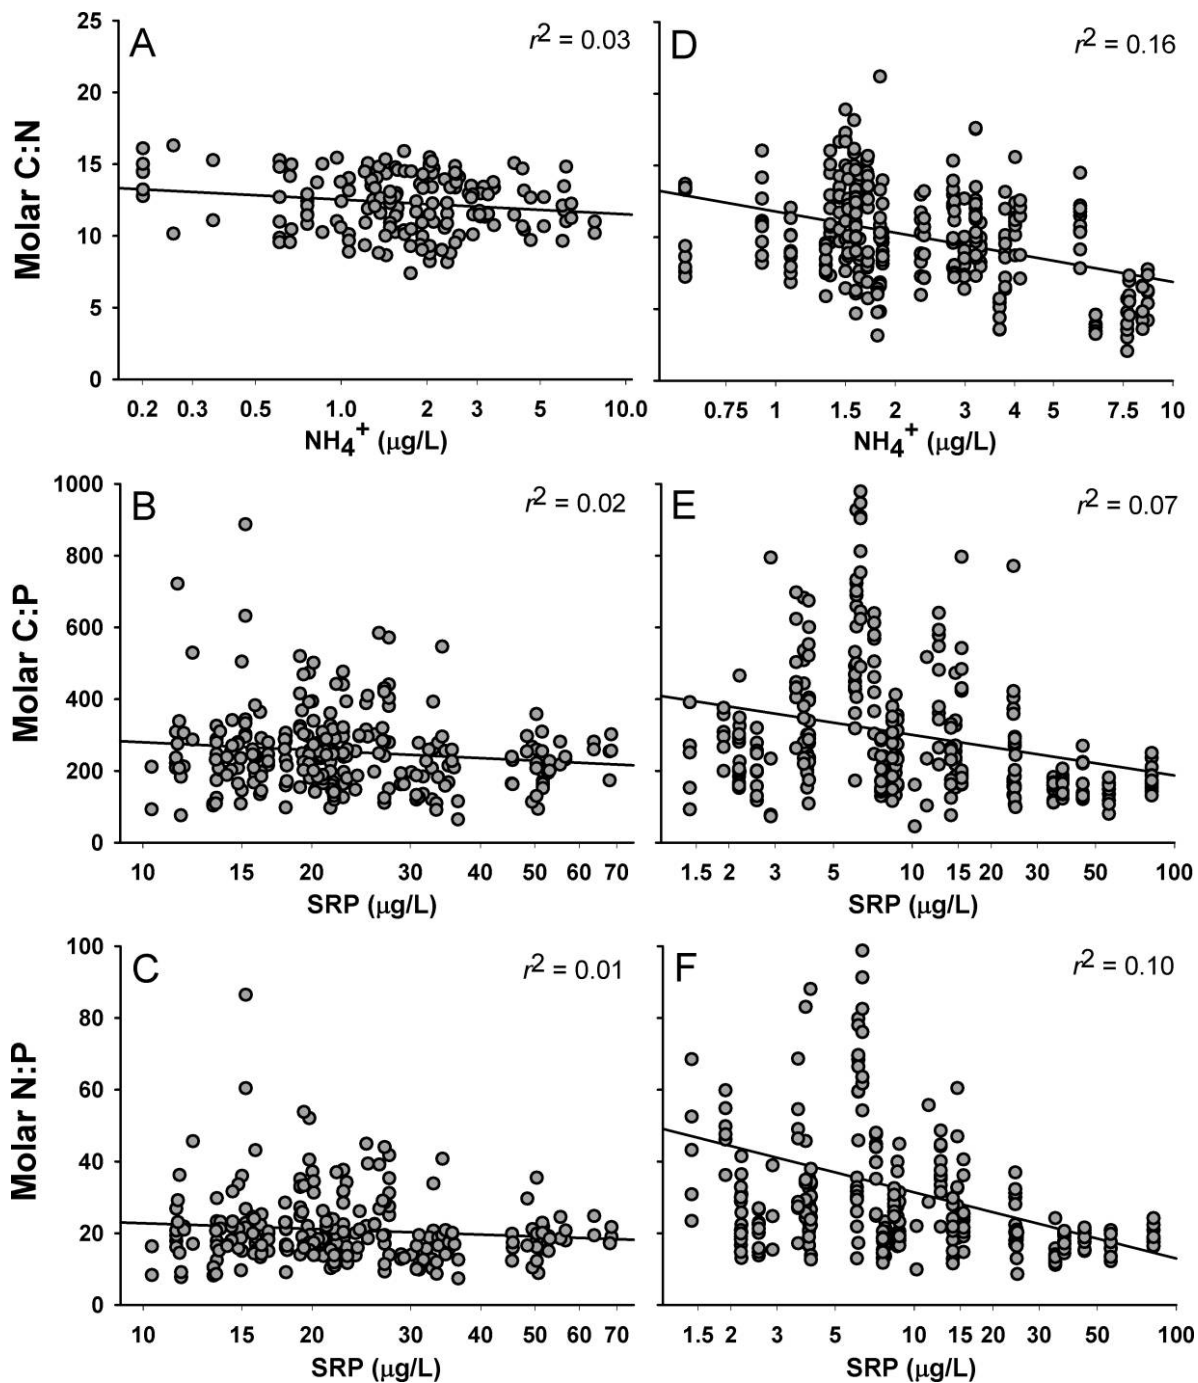 25
20
15
10
5
0
Molar C:N
A
r2 = 0.03
0.2 0.3 0.5 1.0 2 3 5 10.0
NH4+ (μg/L)
D
r2 = 0.16
0.75 1 1.5 2 3 4 5 7.5 10
NH4+ (μg/L)
1000
800
600
400
200
0
Molar C:P
B
r2 = 0.02
10 15 20 30 40 50 60 70
SRP (μg/L)
E
r2 = 0.07
1.5 2 3 5 10 15 20 30 50 100
SRP (μg/L)
100
80
60
40
20
0
Molar N:P
C
r2 = 0.01
10 15 20 30 40 50 60 70
SRP (μg/L)
F
r2 = 0.10
1.5 2 3 5 10 15 20 30 50 100
SRP (μg/L)